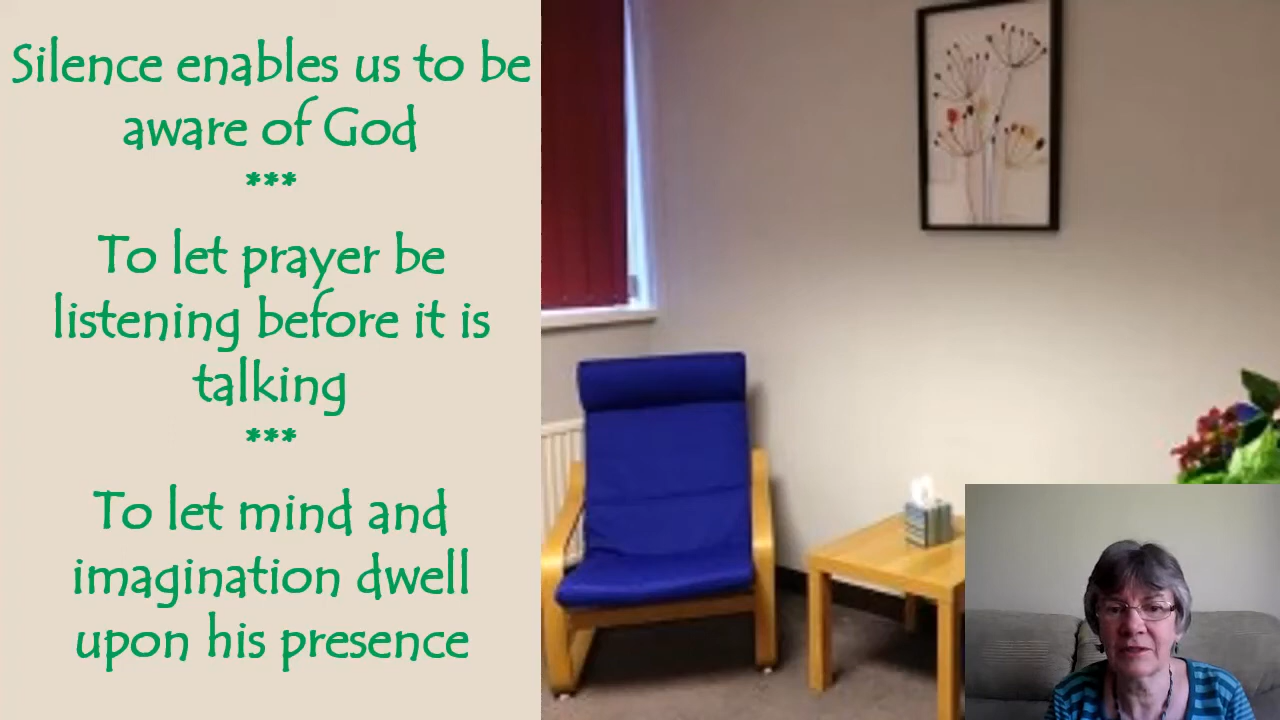 Silence enables us to be
aware of God
***
To let prayer be
listening before it is
talking
***
To let mind and
imagination dwell
upon his presence